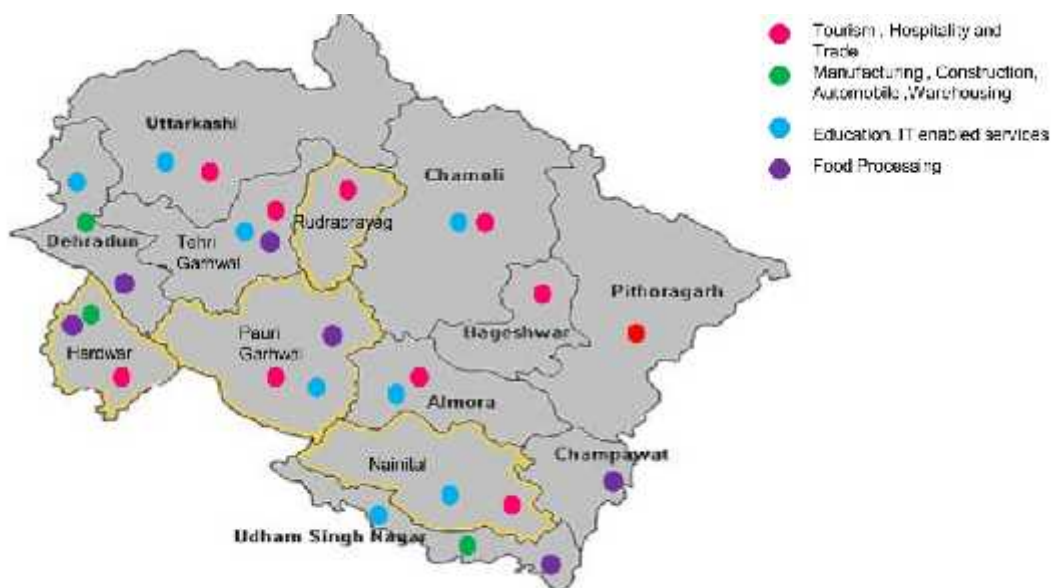 Tourism , Hospitality and
Trade
Manufacturing , Construction,
Automobile ,Warehousing
Education, IT enabled services
Food Processing
Uttarkashi
Chamoli
Rudraprayag
Dehradun
Tehri
Garhwal
Pithoragarh
Bageshwar
Pauri
Garhwal
Hardwar
Almora
Champawat
Nainital
Udham Singh Nagar